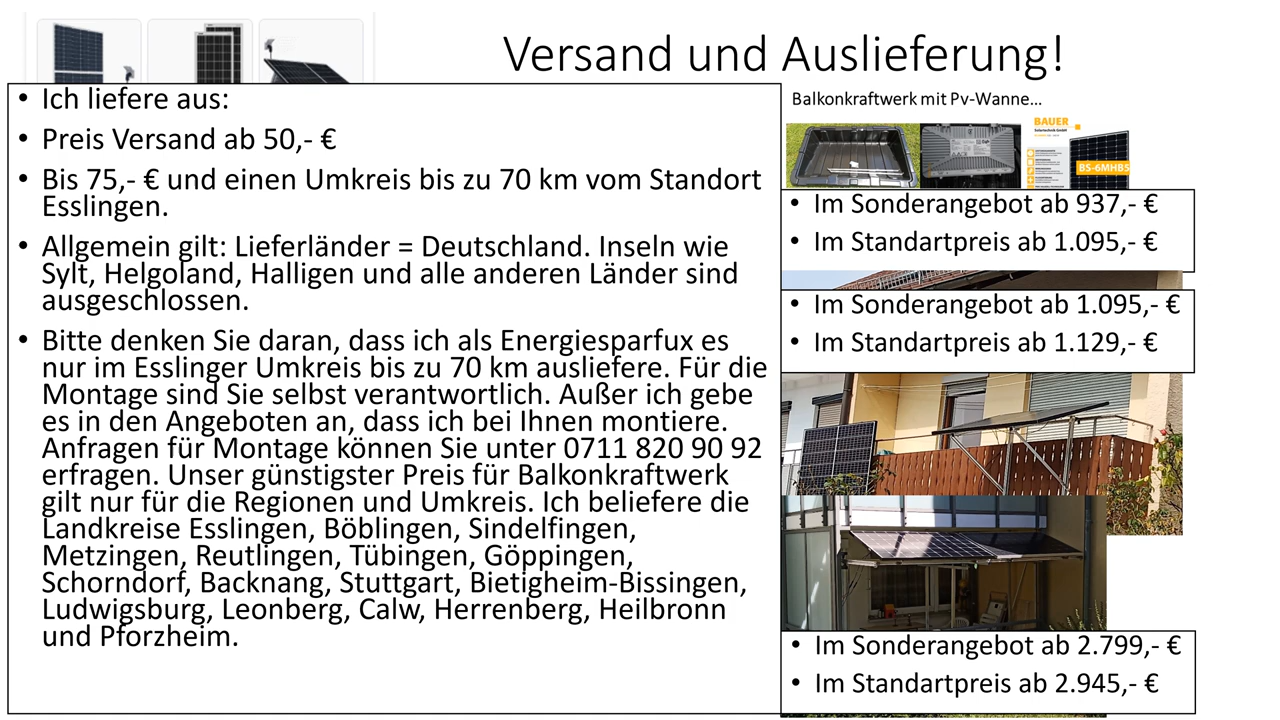 Versand und Auslieferung!
• Ich liefere aus:
• Preis Versand ab 50,- €
• Bis 75,- € und einen Umkreis bis zu 70 km vom Standort
Esslingen.
• Allgemein gilt: Lieferländer = Deutschland. Inseln wie
Sylt, Helgoland, Halligen und alle anderen Länder sind
ausgeschlossen.
• Bitte denken Sie daran, dass ich als Energiesparfux es
nur im Esslinger Umkreis bis zu 70 km ausliefere. Für die
Montage sind Sie selbst verantwortlich. Außer ich gebe
es in den Angeboten an, dass ich bei Ihnen montiere.
Anfragen für Montage können Sie unter 0711 820 90 92
erfragen. Unser günstigster Preis für Balkonkraftwerk
gilt nur für die Regionen und Umkreis. Ich beliefere die
Landkreise Esslingen, Böblingen, Sindelfingen,
Metzingen, Reutlingen, Tübingen, Göppingen,
Schorndorf, Backnang, Stuttgart, Bietigheim-Bissingen,
Ludwigsburg, Leonberg, Calw, Herrenberg, Heilbronn
und Pforzheim.
Balkonkraftwerk mit Pv-Wanne...
BAUER
Solartechnik GmbH
BS-6MHB5
• Im Sonderangebot ab 937,- €
• Im Standartpreis ab 1.095,- €
• Im Sonderangebot ab 1.095,- €
• Im Standartpreis ab 1.129,- €
• Im Sonderangebot ab 2.799,- €
• Im Standartpreis ab 2.945,- €